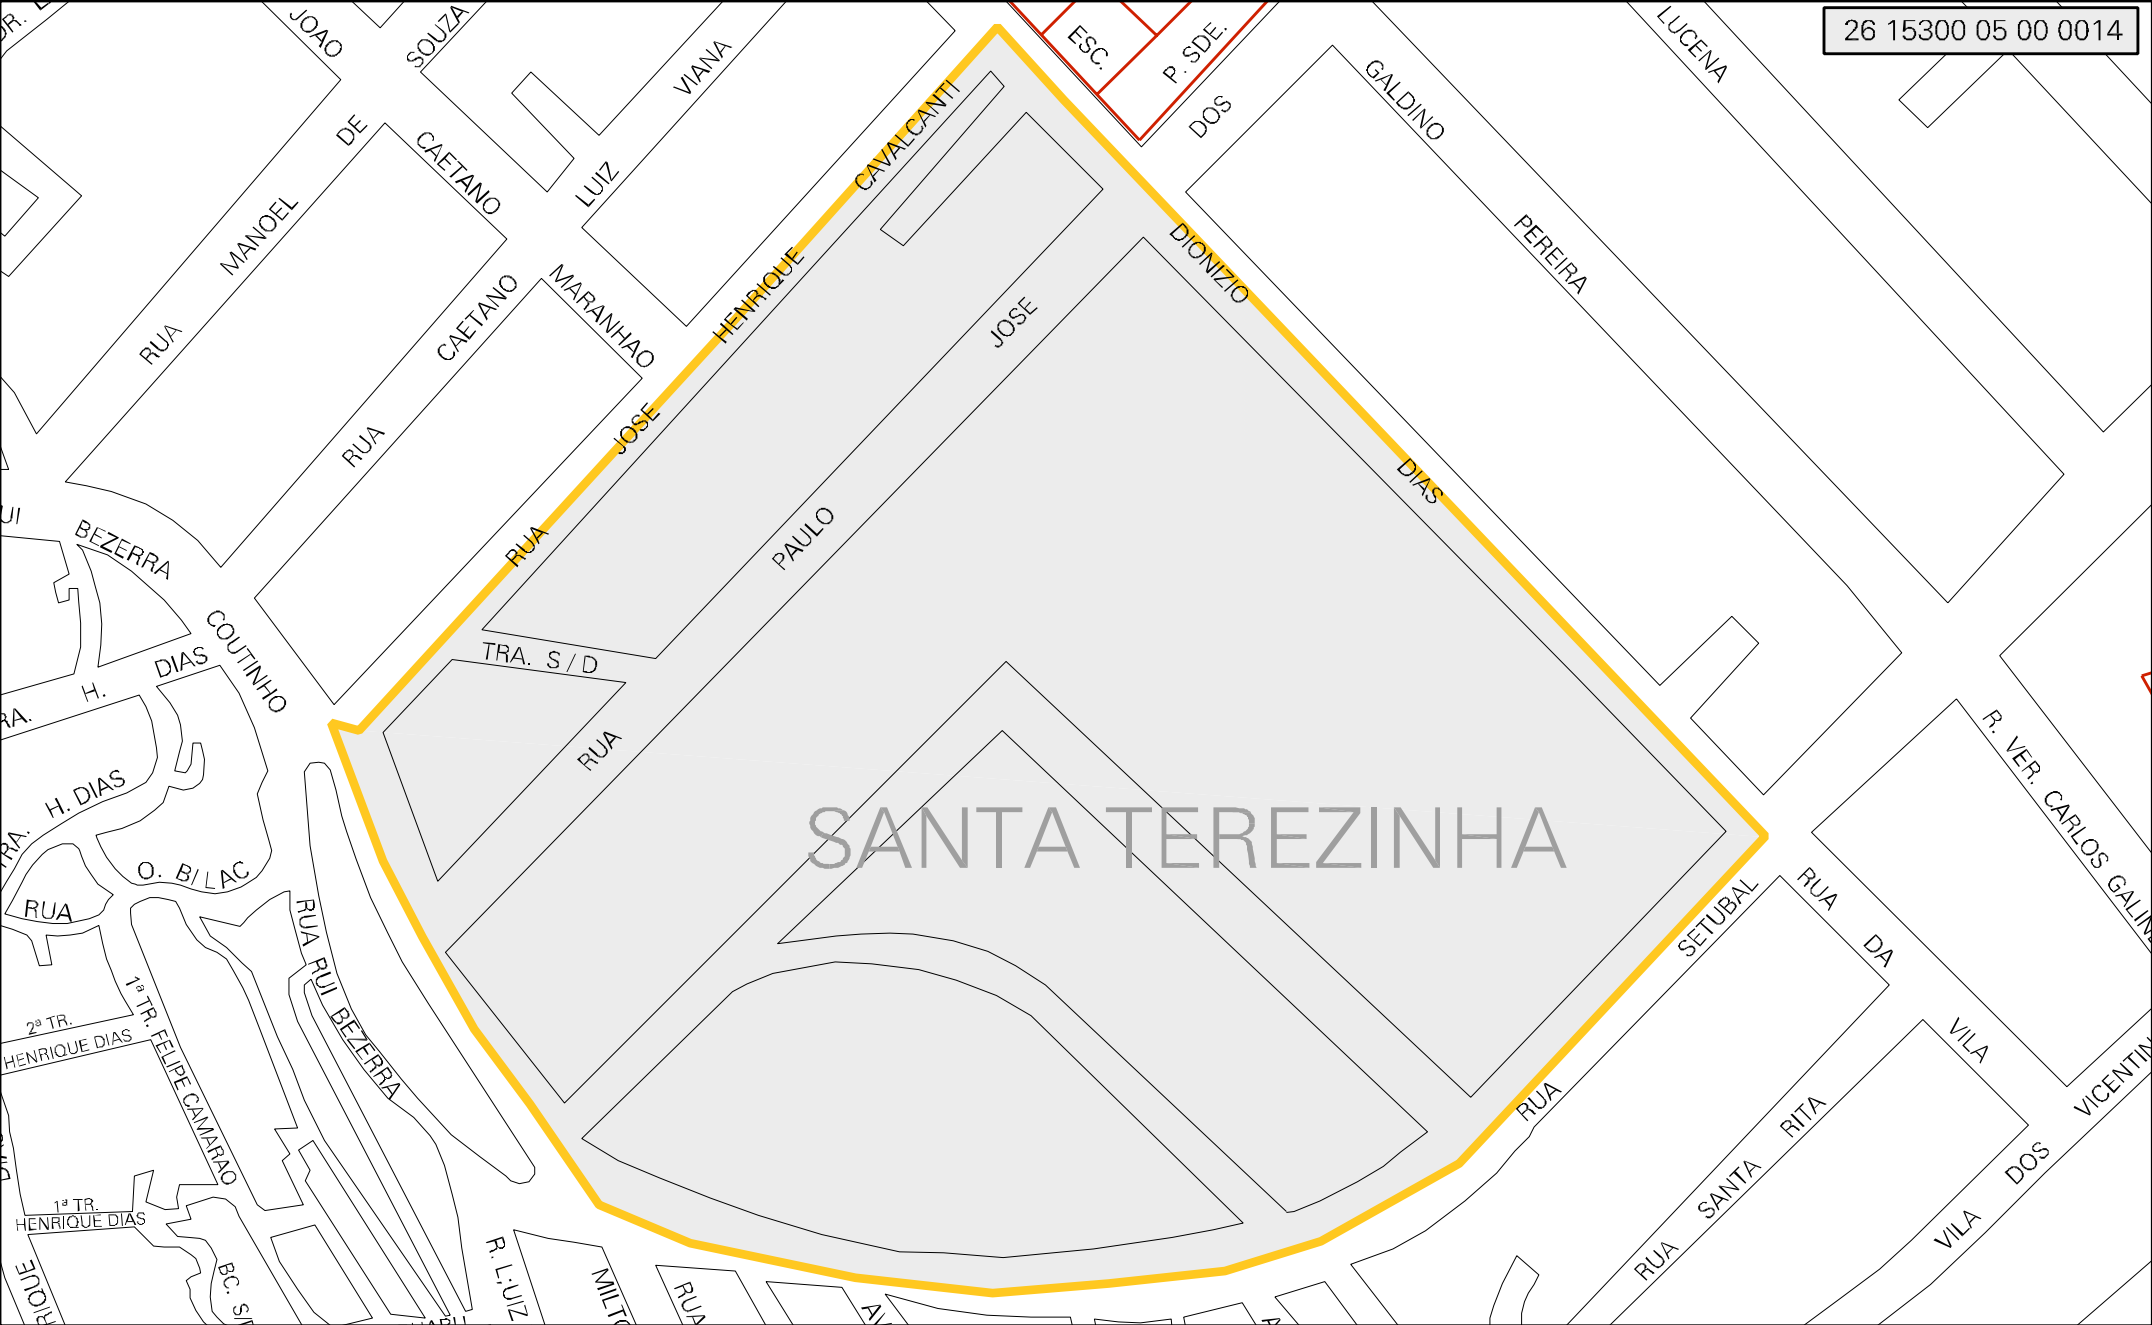 26 15300 05 00 0014
JOAO
SOUZA
DE
CAETANO
VIANA
LUIZ
MARANHAO
RUA MANOEL
RUA CAETANO
RUA JOSE HENRIQUE CAVALCANTI
ESC.
P. SDE.
DOS
GALDINO
PEREIRA
LUCENA
DIONIZIO DIAS
RUA PAULO JOSE
TRA. S / D
SANTA TEREZINHA
BEZERRA
COUTINHO
H. DIAS
H. DIAS
O. BILAC
RUA
RUA RUI BEZERRA
1ª TR. FELIPE CAMARAO
2ª TR.
HENRIQUE DIAS
1ª TR.
HENRIQUE DIAS
BC.
R. L;UIZ
RUA
RUA SETUBAL
RUA DA VILA
R. VER. CARLOS
RUA SANTA RITA
VILA DOS